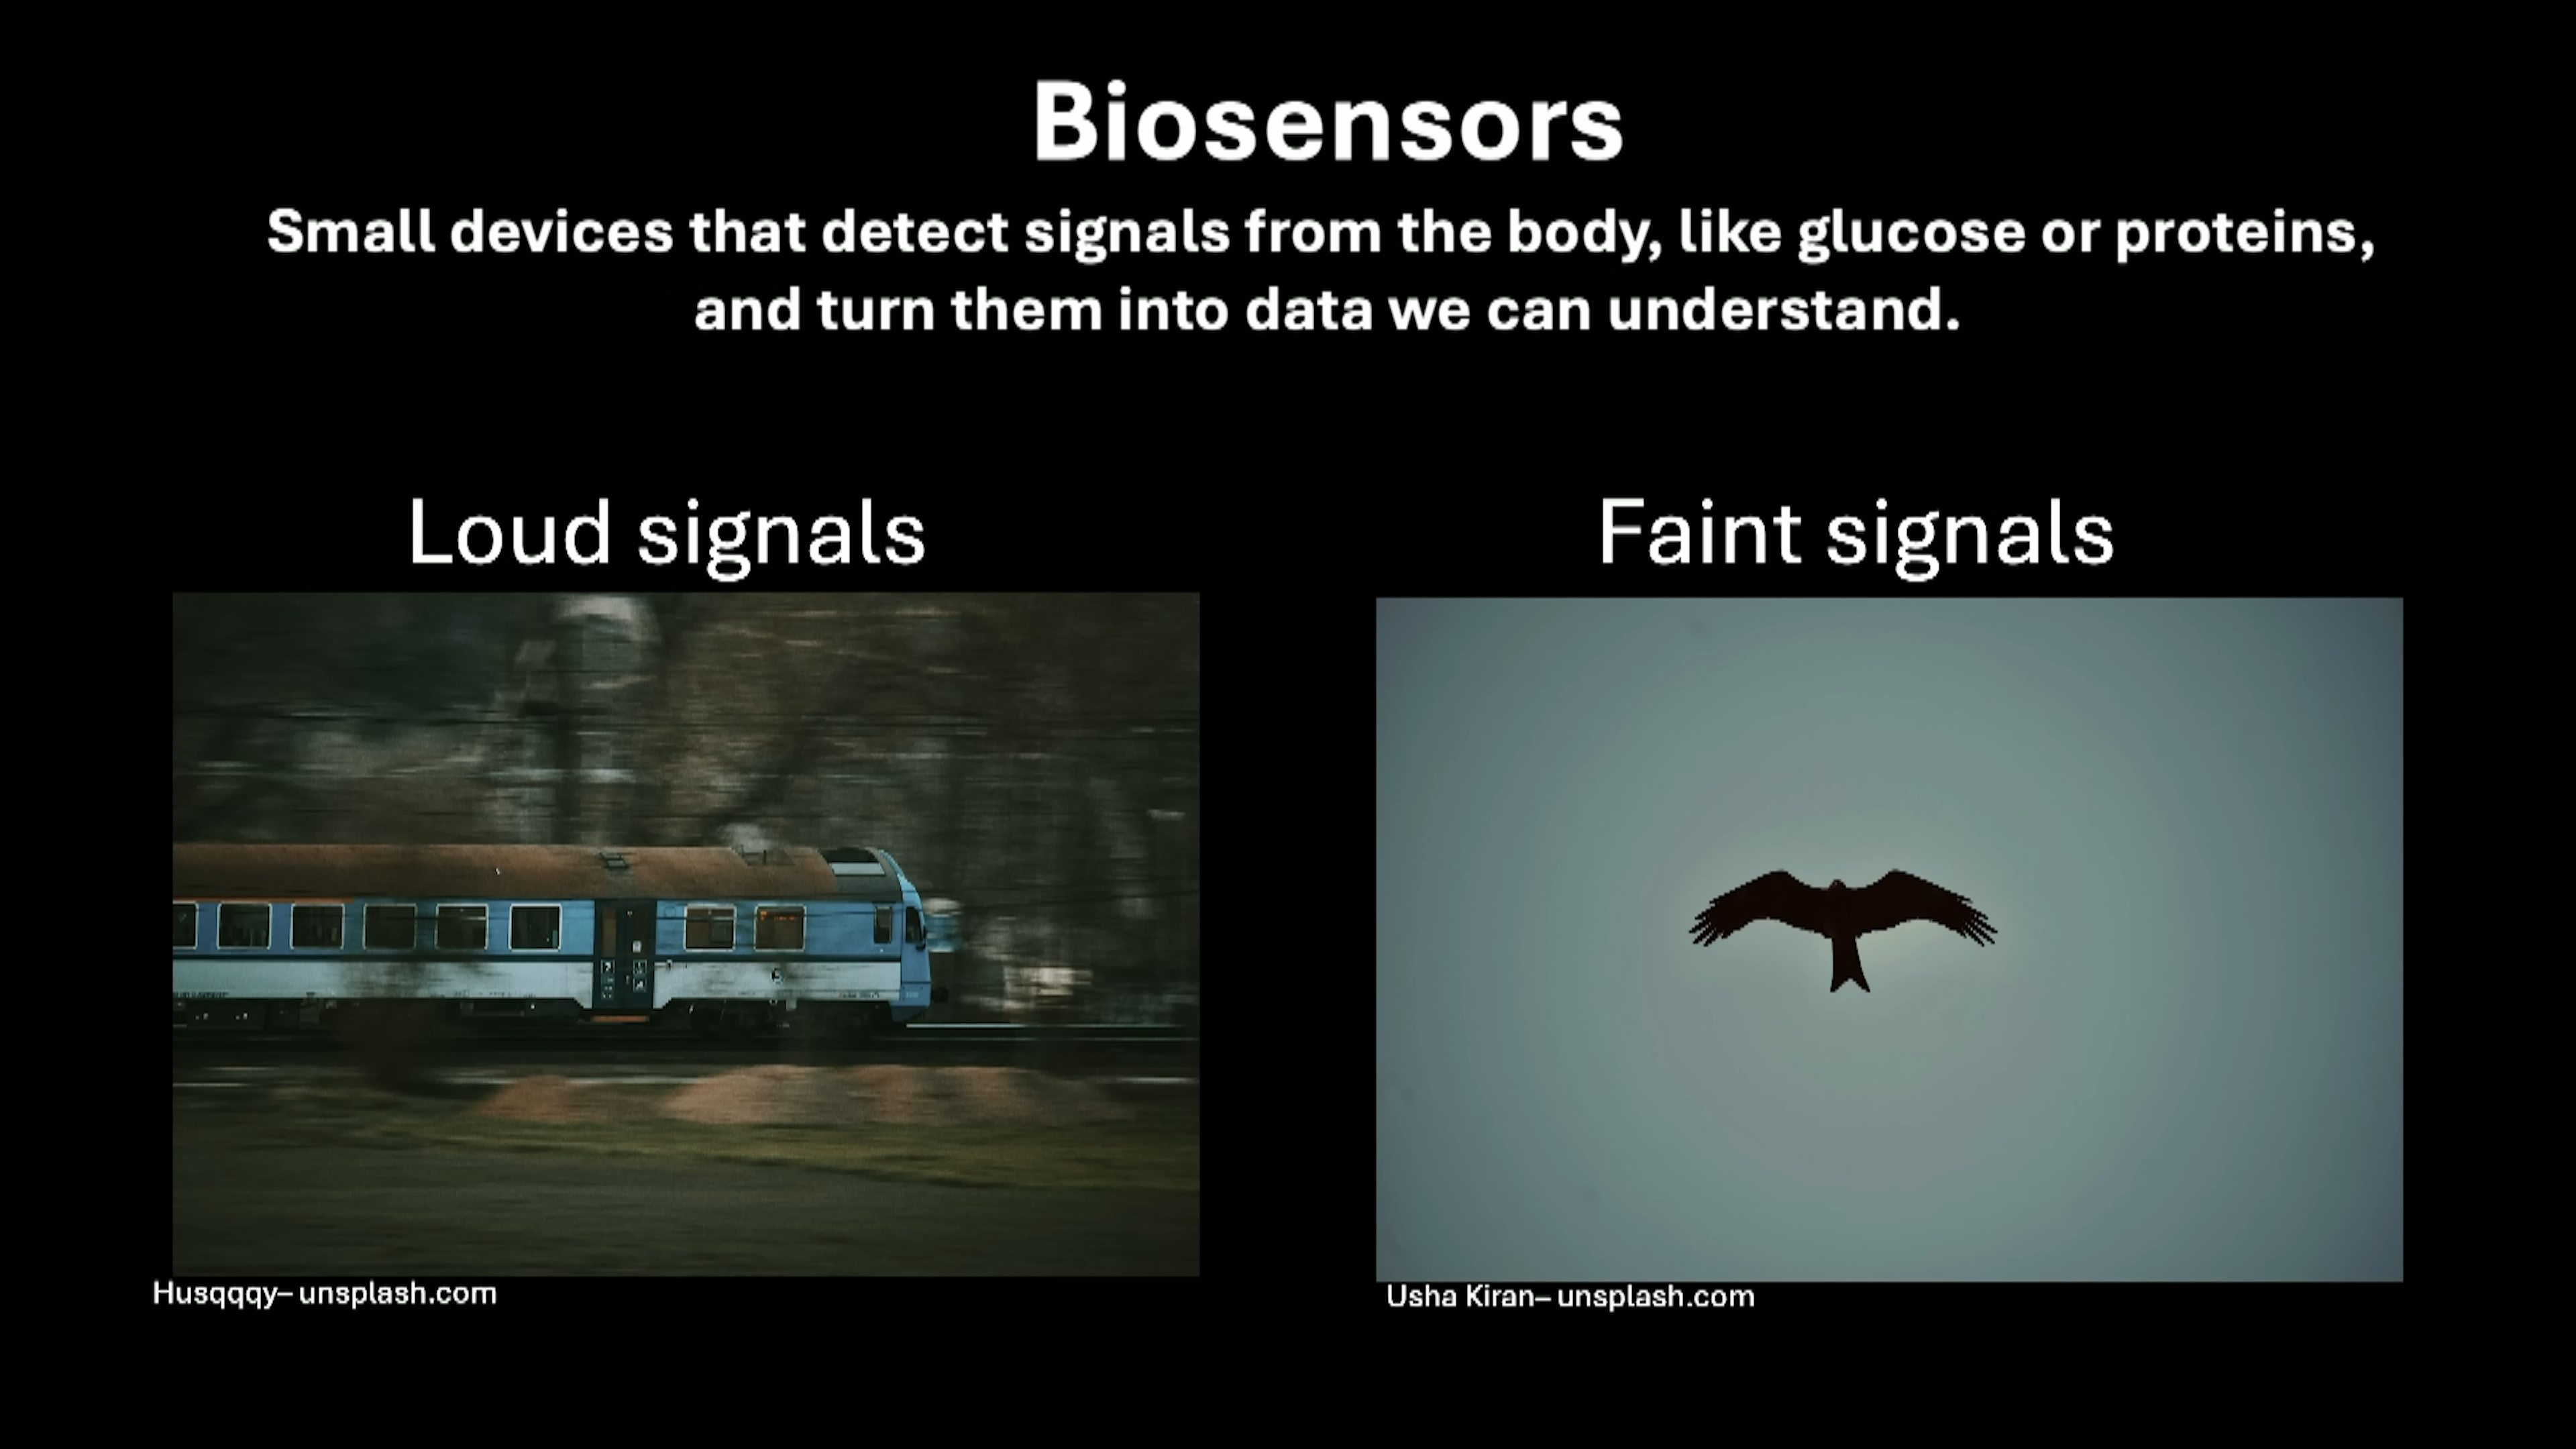 Biosensors
Small devices that detect signals from the body, like glucose or proteins,
and turn them into data we can understand.
Loud signals
Faint signals
Husqqqy– unsplash.com
Usha Kiran– unsplash.com